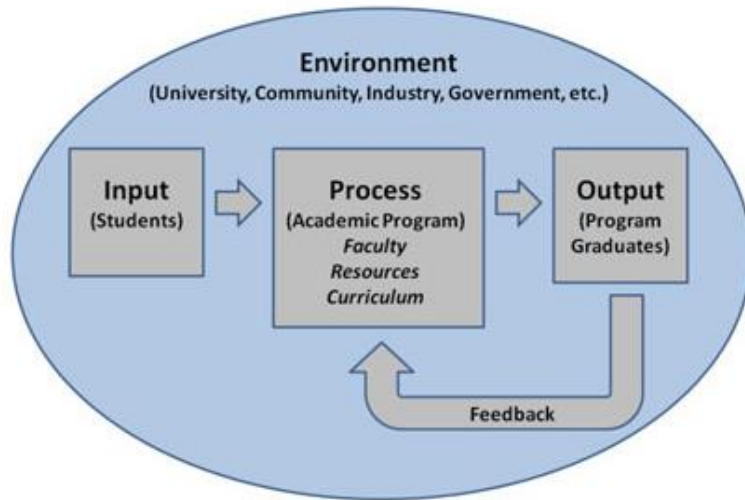 Environment
(University, Community, Industry, Government, etc.)
Input
(Students)
Process
(Academic Program)
Faculty
Resources
Curriculum
Output
(Program
Graduates)
Feedback